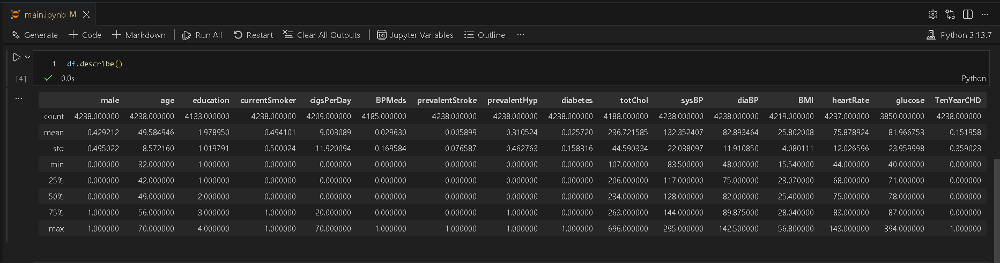 main.ipynb M
Generate Code Markdown Run All Restart Clear All Outputs Jupyter Variables Outline ... Python 3.13.7
1 df.describe()
[4] 0.0s Python
...
male age education currentSmoker cigsPerDay BPMeds prevalentStroke prevalentHyp diabetes totChol sysBP diaBP BMI heartRate glucose TenYearCHD
count 4238.000000 4238.000000 4133.000000 4238.000000 4209.000000 4185.000000 4238.000000 4238.000000 4238.000000 4188.000000 4238.000000 4238.000000 4219.000000 4237.000000 3850.000000 4238.000000
mean 0.429212 49.584946 1.978950 0.494101 9.003089 0.029630 0.005899 0.310524 0.025720 236.721585 132.352407 82.893464 25.802008 75.878924 81.966753 0.151958
std 0.495022 8.572160 1.019791 0.500024 11.920094 0.169584 0.076587 0.462763 0.158316 44.590334 22.038097 11.910850 4.080111 12.026596 23.959998 0.359023
min 0.000000 32.000000 1.000000 0.000000 0.000000 0.000000 0.000000 0.000000 0.000000 107.000000 83.500000 48.000000 15.540000 44.000000 40.000000 0.000000
25% 0.000000 42.000000 1.000000 0.000000 0.000000 0.000000 0.000000 0.000000 0.000000 206.000000 117.000000 75.000000 23.070000 68.000000 71.000000 0.000000
50% 0.000000 49.000000 2.000000 0.000000 0.000000 0.000000 0.000000 0.000000 0.000000 234.000000 128.000000 82.000000 25.400000 75.000000 78.000000 0.000000
75% 1.000000 56.000000 3.000000 1.000000 20.000000 0.000000 0.000000 1.000000 0.000000 263.000000 144.000000 89.875000 28.040000 83.000000 87.000000 0.000000
max 1.000000 70.000000 4.000000 1.000000 70.000000 1.000000 1.000000 1.000000 1.000000 696.000000 295.000000 142.500000 56.800000 143.000000 394.000000 1.000000